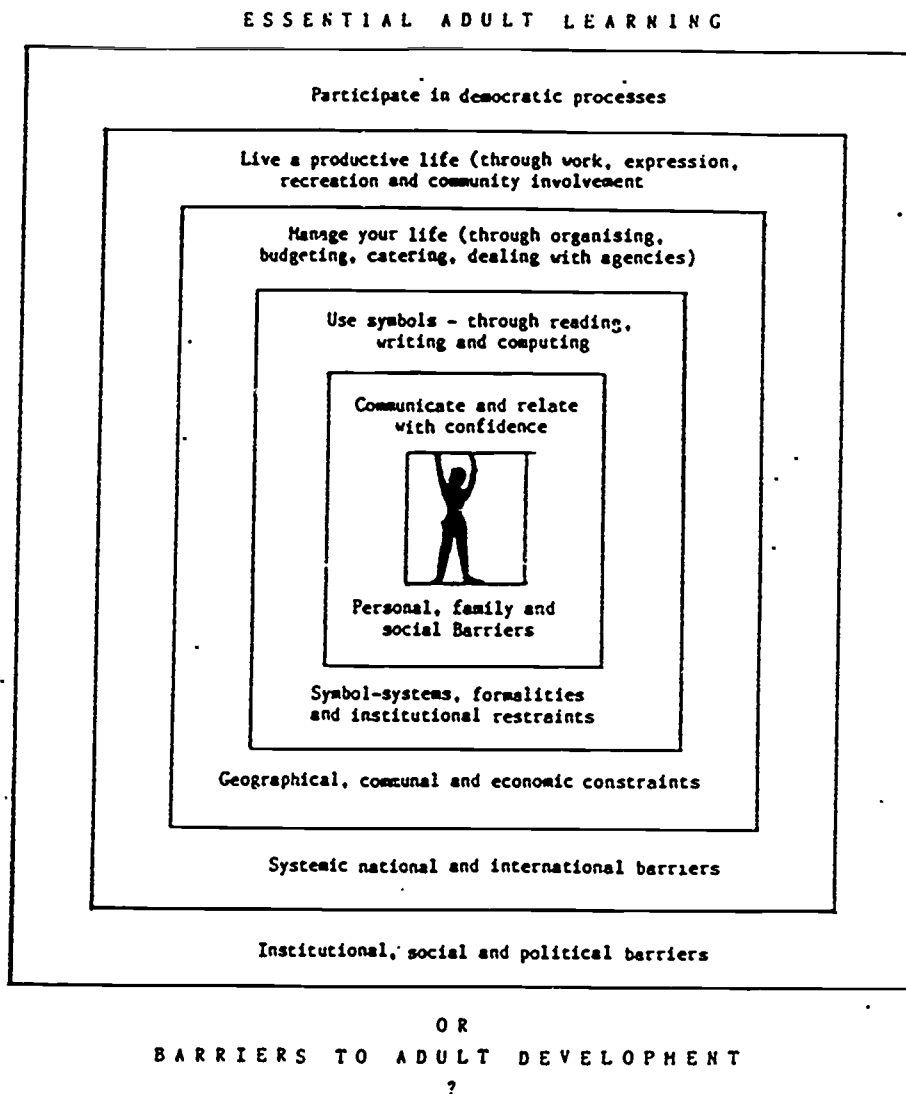 ESSENTIAL ADULT LEARNING
Participate in democratic processes
Live a productive life (through work, expression,
recreation and community involvement
Manage your life (through organising,
budgeting, catering, dealing with agencies)
Use symbols - through reading,
writing and computing
Communicate and relate
with confidence
Personal, family and
social Barriers
Symbol-systems, formalities
and institutional restraints
Geographical, communal and economic constraints
Systemic national and international barriers
Institutional, social and political barriers
OR
BARRIERS TO ADULT DEVELOPMENT
?